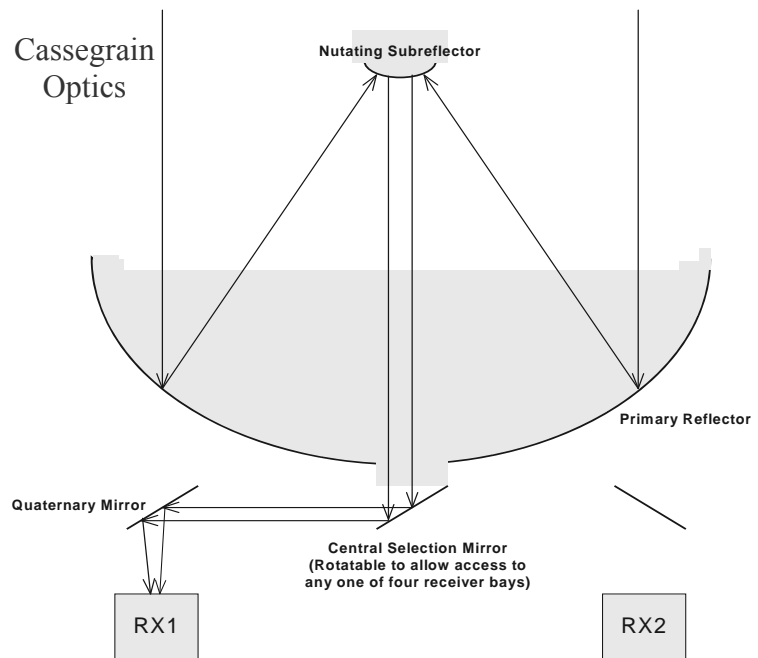 Cassegrain
Optics
Nutating Subreflector
Primary Reflector
Quaternary Mirror
Central Selection Mirror
(Rotatable to allow access to
any one of four receiver bays)
RX1
RX2